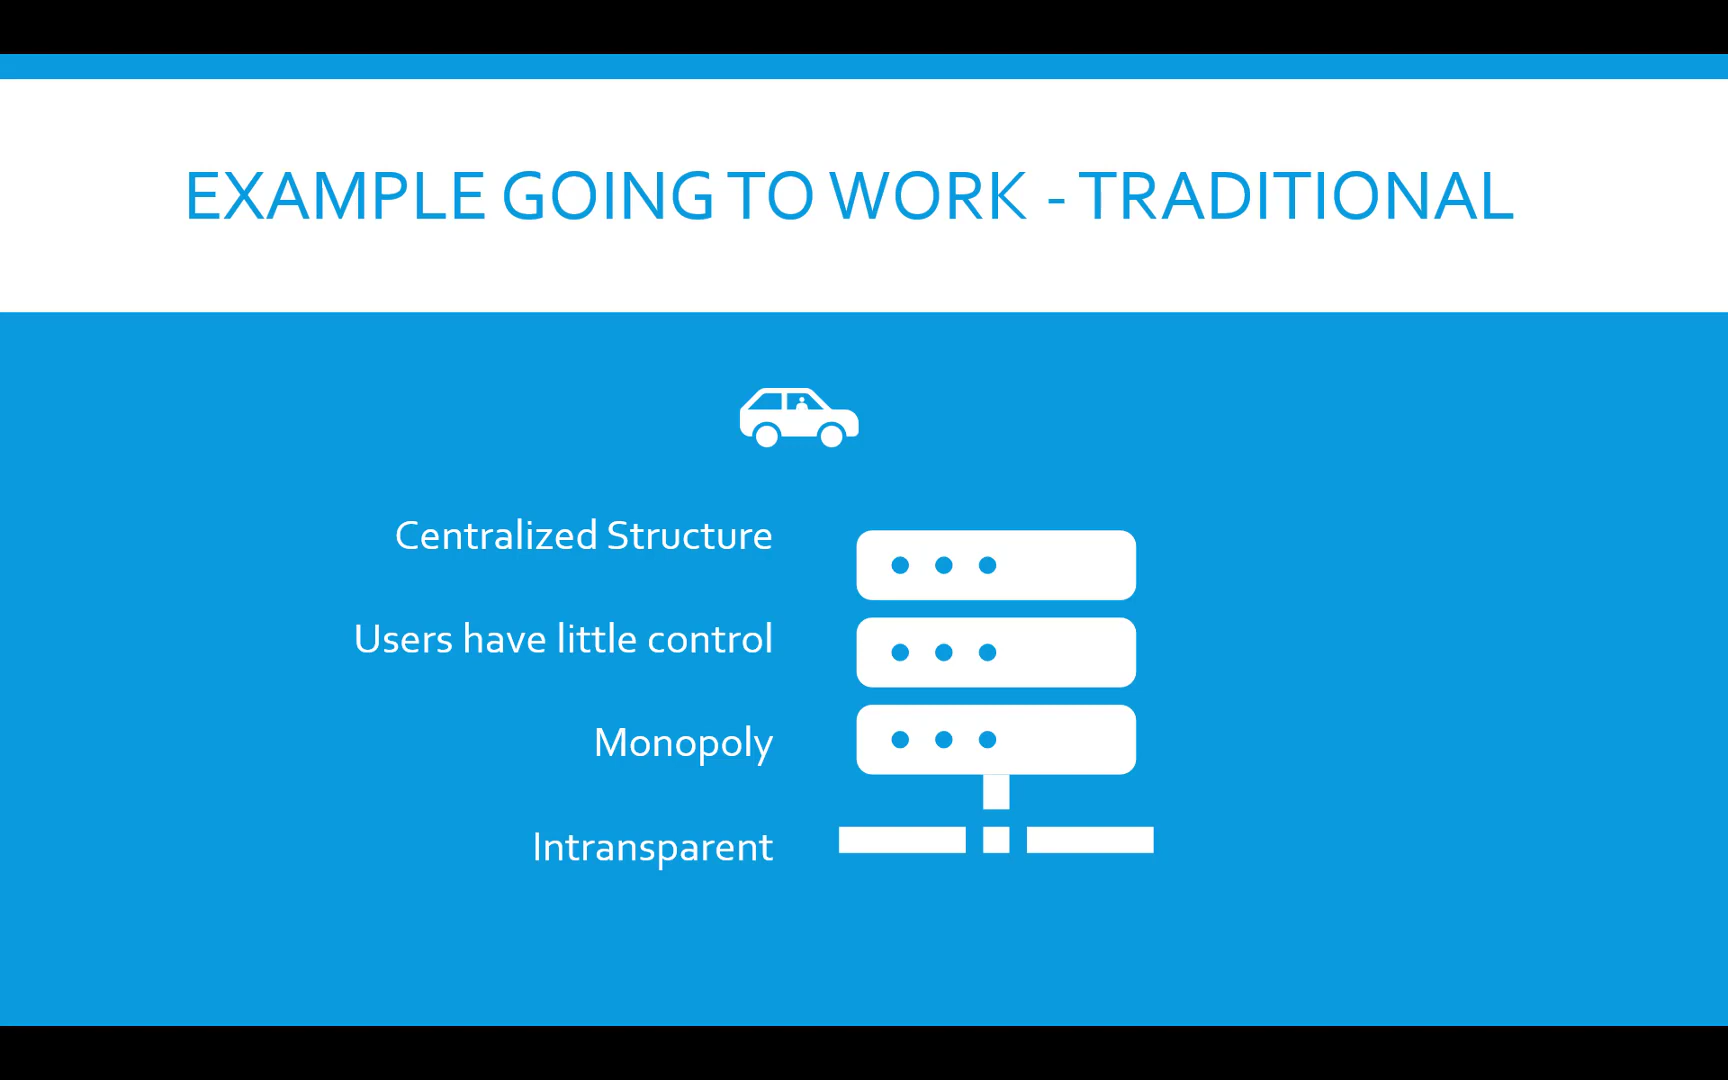 EXAMPLE GOING TO WORK - TRADITIONAL
Centralized Structure
Users have little control
Monopoly
Intransparent